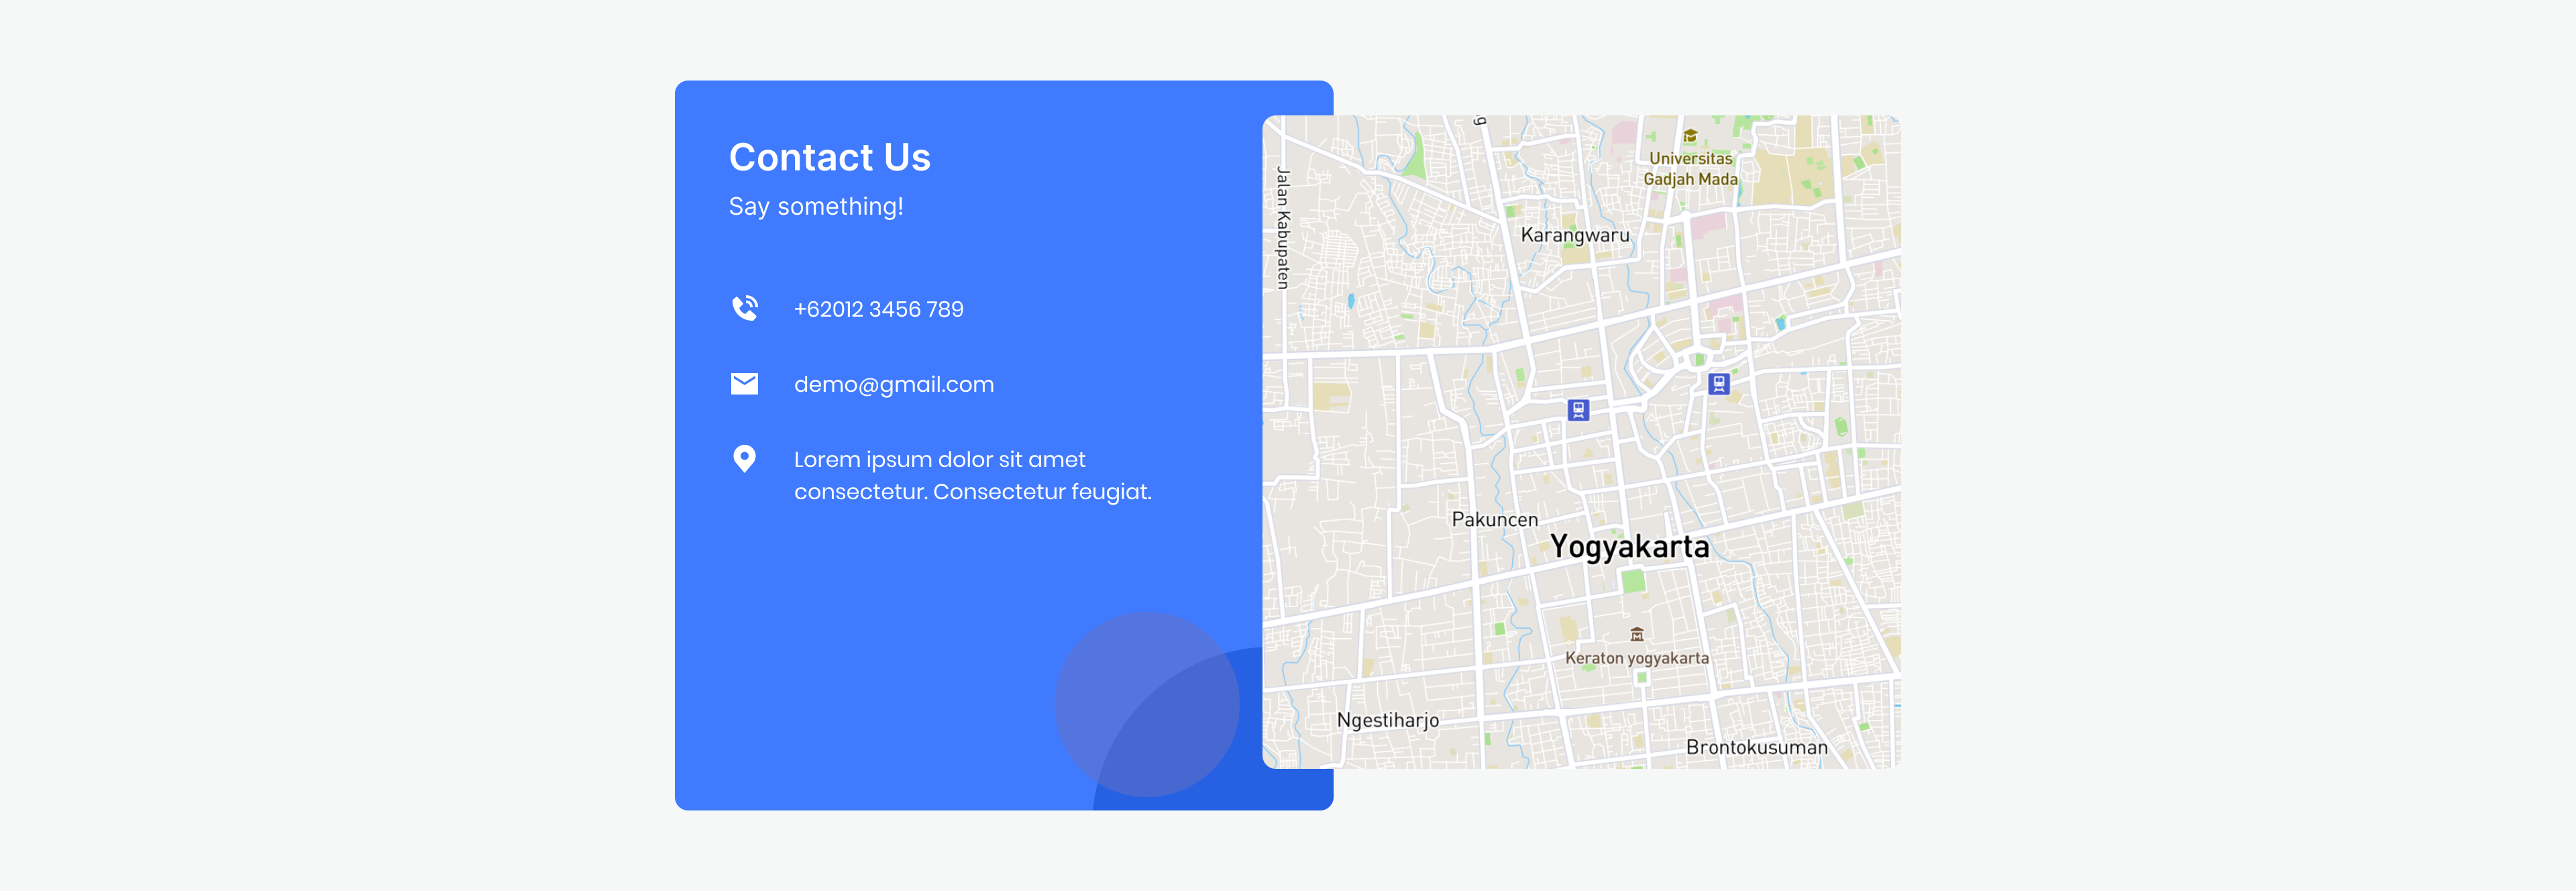 Contact Us
Say something!
+62012 3456 789
demo@gmail.com
Lorem ipsum dolor sit amet
consectetur. Consectetur feugiat.
g
Jalan Kabupaten
Universitas
Gadjah Mada
Karangwaru
Pakuncen
Yogyakarta
M
Keraton yogyakarta
Ngestiharjo
Brontokusuman